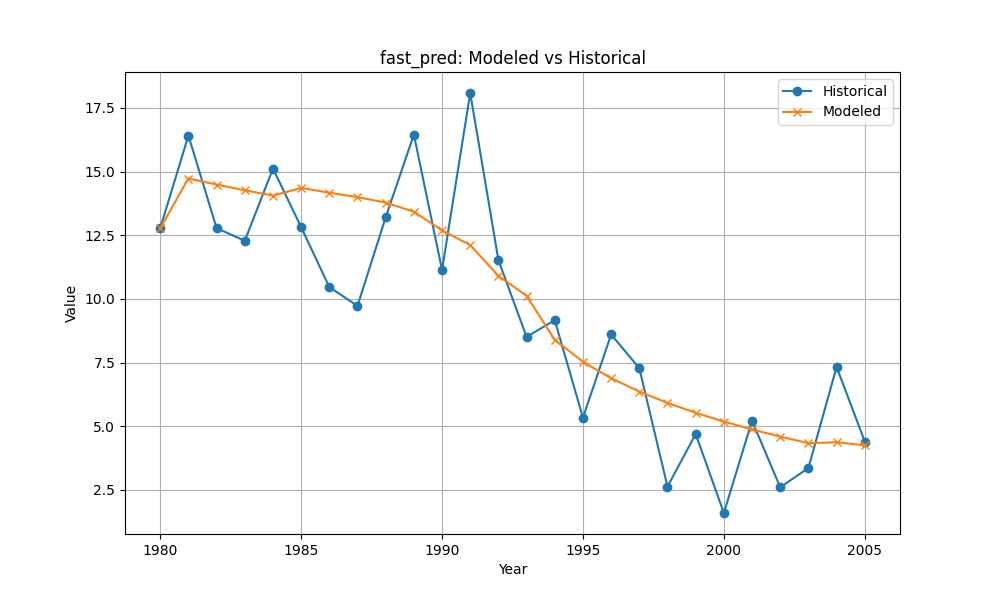 fast_pred: Modeled vs Historical
Historical
Modeled
17.5
15.0
12.5
10.0
7.5
5.0
2.5
Value
1980
1985
1990
1995
2000
2005
Year